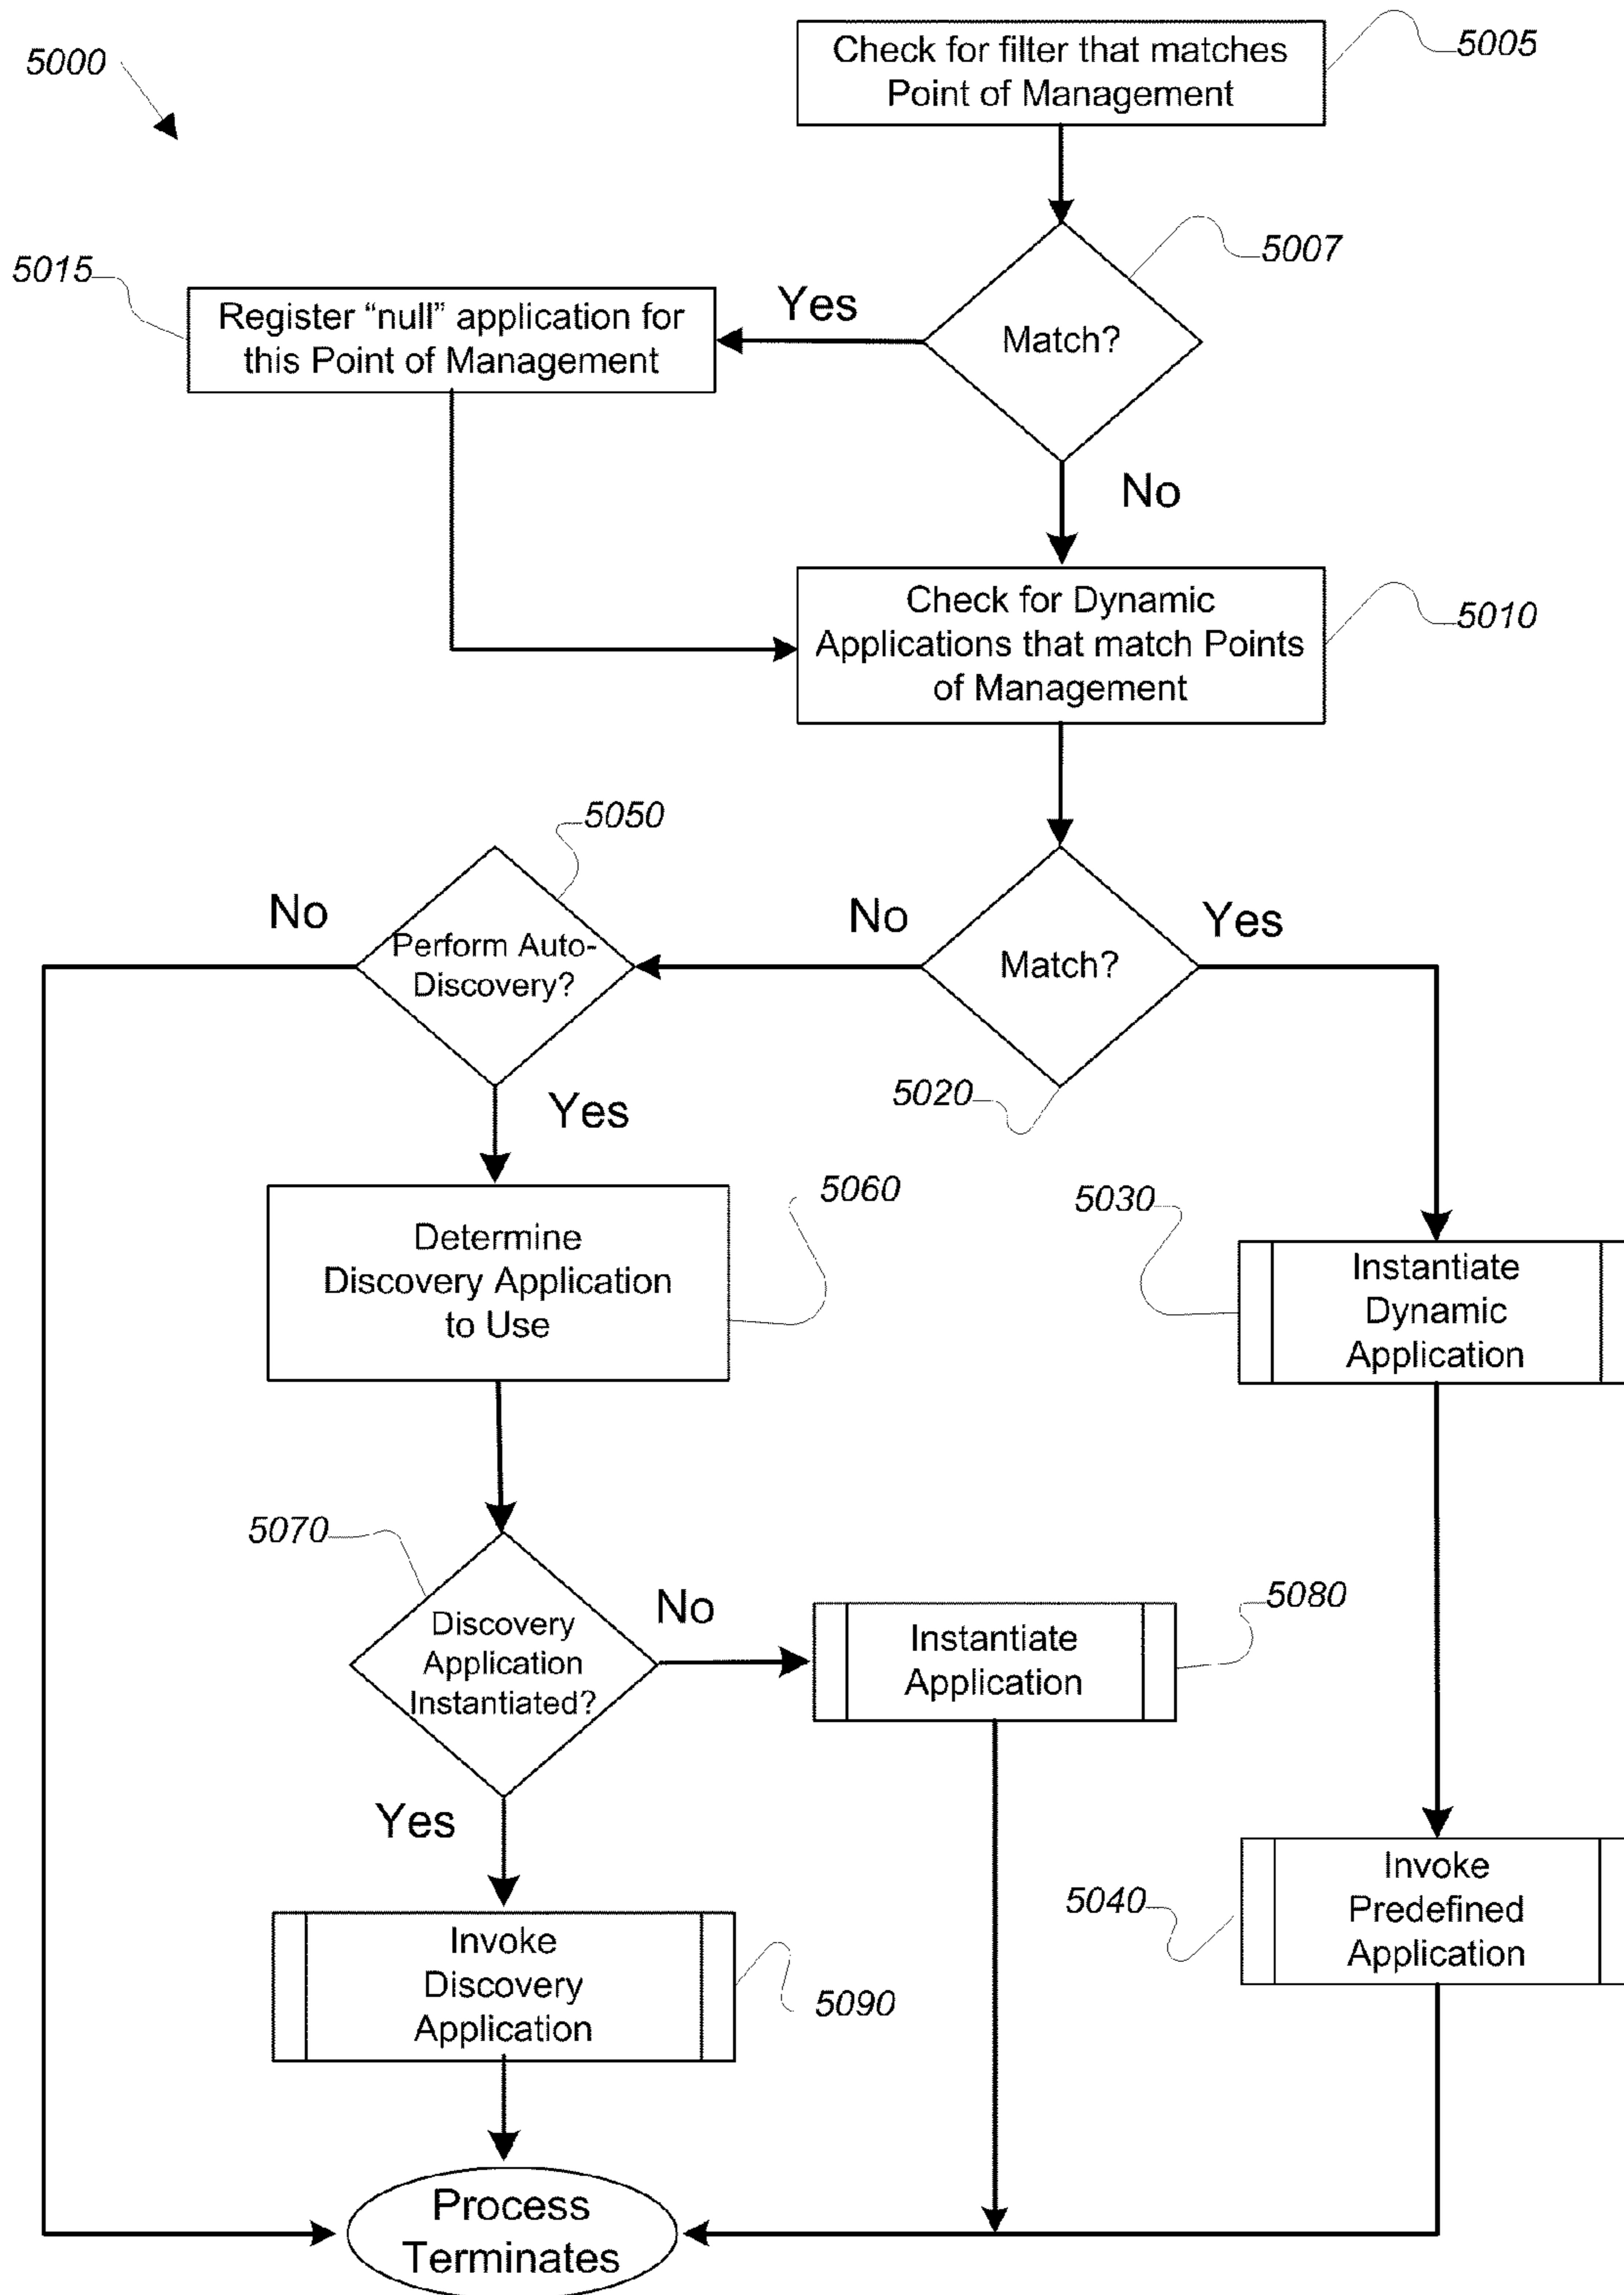 5000
Check for filter that matches
Point of Management
5005
5007
5015
Register “null” application for
this Point of Management
Yes
Match?
No
Check for Dynamic
Applications that match Points
of Management
5010
5050
No
Perform Auto-
Discovery?
No
Match?
Yes
5020
Yes
5060
Determine
Discovery Application
to Use
5030
Instantiate
Dynamic
Application
5070
Discovery
Application
Instantiated?
No
Instantiate
Application
5080
Yes
Invoke
Discovery
Application
5090
5040
Invoke
Predefined
Application
Process
Terminates